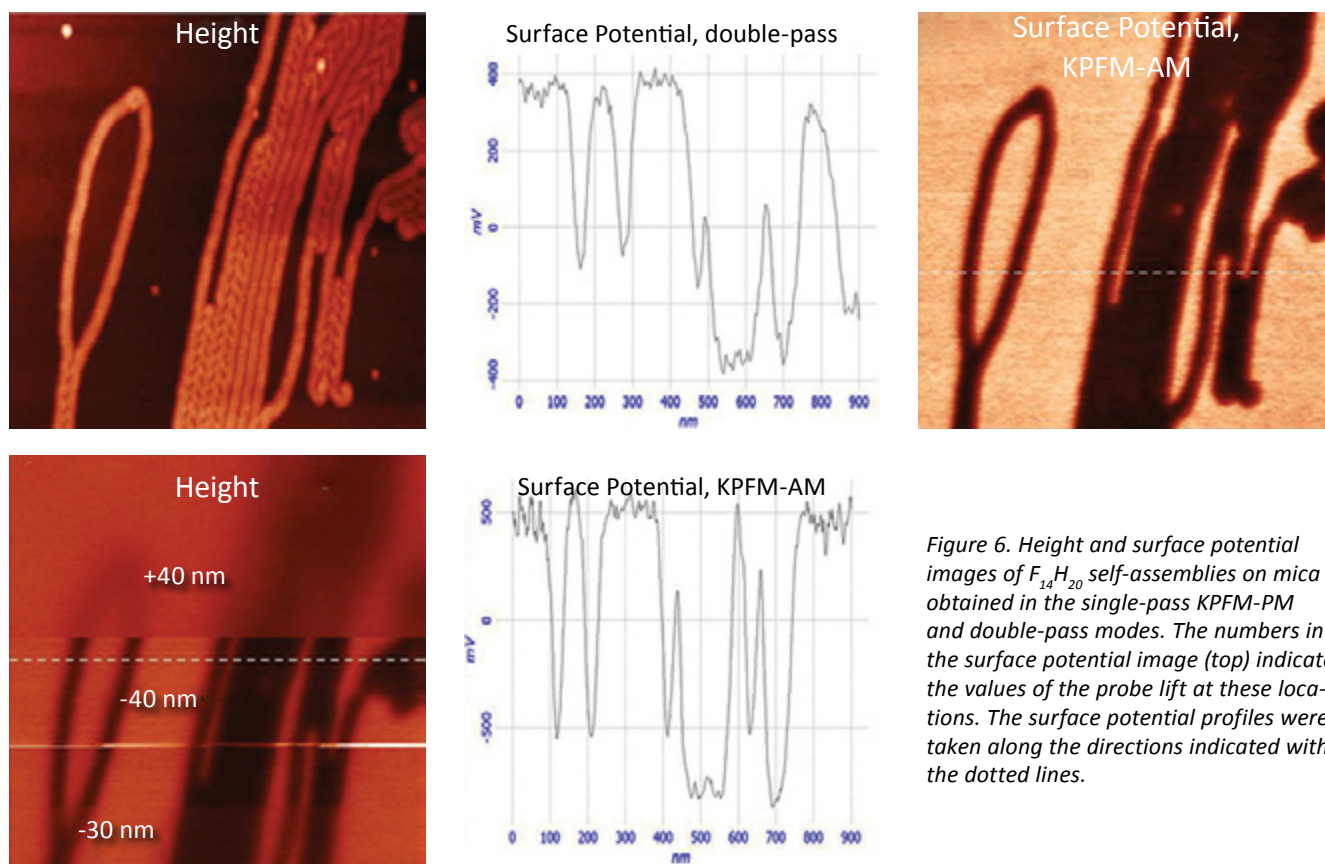 Height
Surface Potential, double-pass
400
200
0
-200
-400
mV
0 100 200 300 400 500 600 700 800 900
nm
Surface Potential,
KPFM-AM
Height
+40 nm
-40 nm
-30 nm
Surface Potential, KPFM-AM
500
0
-500
mV
0 100 200 300 400 500 600 700 800 900
nm
Figure 6. Height and surface potential
images of F₁₄H₂₀ self-assemblies on mica
obtained in the single-pass KPFM-PM
and double-pass modes. The numbers in
the surface potential image (top) indicate
the values of the probe lift at these loca-
tions. The surface potential profiles were
taken along the directions indicated with
the dotted lines.